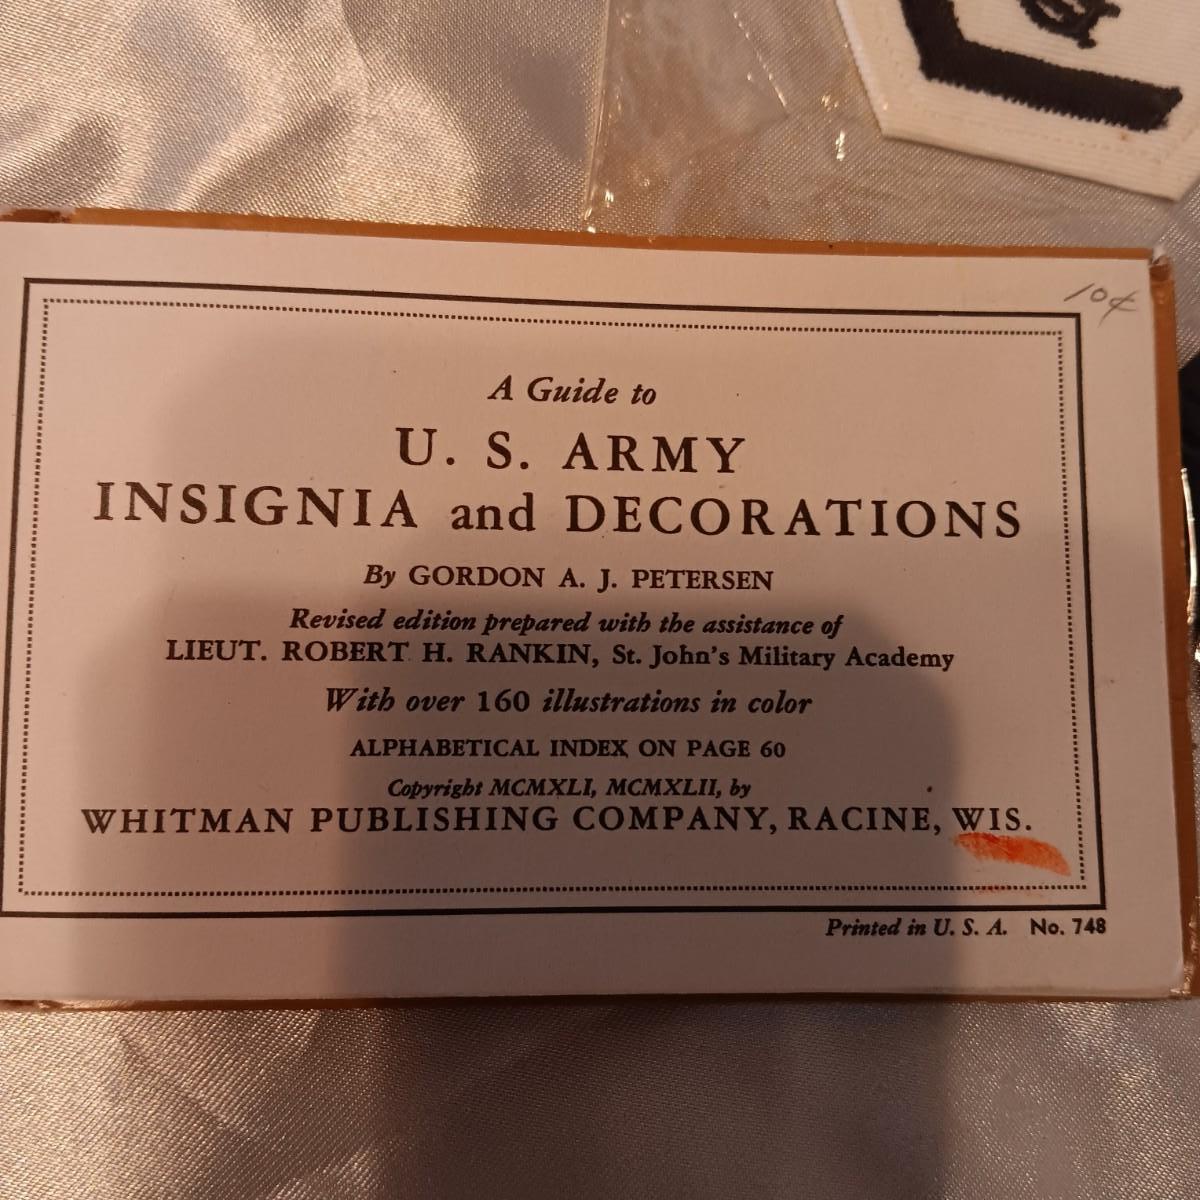 10¢
A Guide to
U. S. ARMY
INSIGNIA and DECORATIONS
By GORDON A. J. PETERSEN
Revised edition prepared with the assistance of
LIEUT. ROBERT H. RANKIN, St. John's Military Academy
With over 160 illustrations in color
ALPHABETICAL INDEX ON PAGE 60
Copyright MCMXLI, MCMXLII, by
WHITMAN PUBLISHING COMPANY, RACINE, WIS.
Printed in U. S. A. No. 748